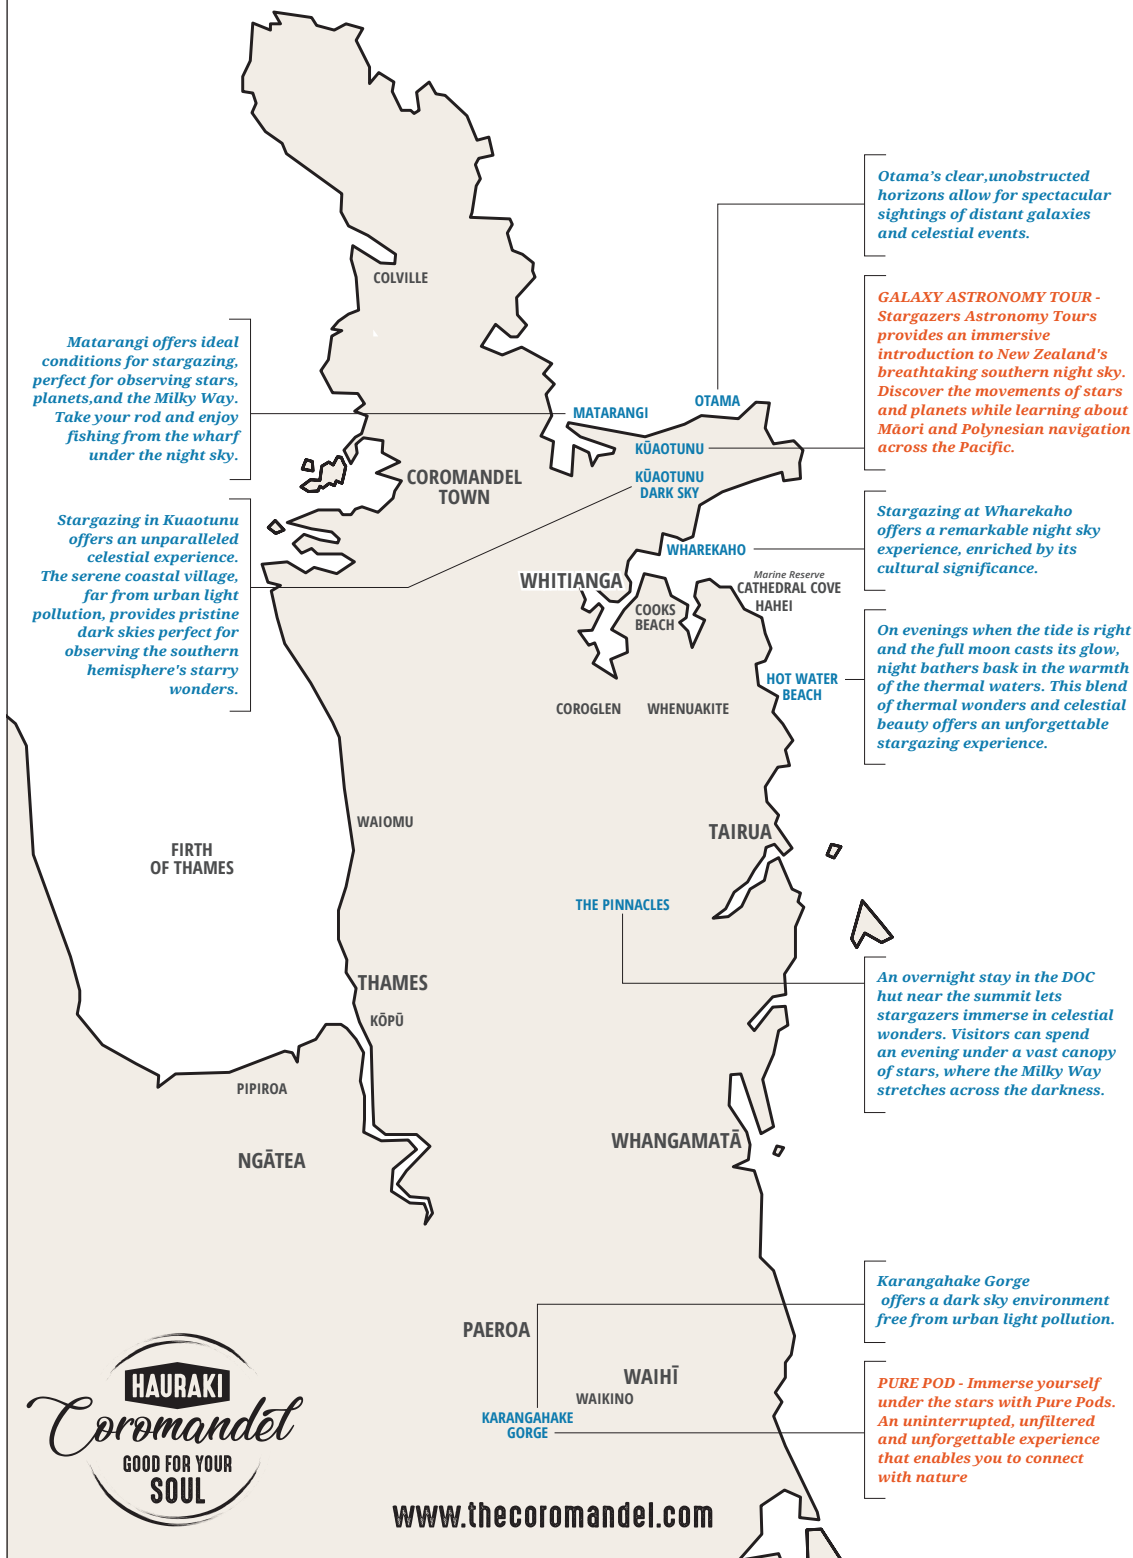 Otama’s clear,unobstructed
horizons allow for spectacular
sightings of distant galaxies
and celestial events.
GALAXY ASTRONOMY TOUR -
Stargazers Astronomy Tours
provides an immersive
introduction to New Zealand's
breathtaking southern night sky.
Discover the movements of stars
and planets while learning about
Māori and Polynesian navigation
across the Pacific.
COLVILLE
Matarangi offers ideal
conditions for stargazing,
perfect for observing stars,
planets,and the Milky Way.
Take your rod and enjoy
fishing from the wharf
under the night sky.
OTAMA
MATARANGI
KŪAOTUNU
KŪAOTUNU
DARK SKY
COROMANDEL
TOWN
Stargazing in Kuaotunu
offers an unparalleled
celestial experience.
The serene coastal village,
far from urban light
pollution, provides pristine
dark skies perfect for
observing the southern
hemisphere's starry
wonders.
Stargazing at Wharekaho
offers a remarkable night sky
experience, enriched by its
cultural significance.
WHAREKAHO
WHITIANGA
Marine Reserve
CATHEDRAL COVE
HAHEI
COOKS
BEACH
On evenings when the tide is right
and the full moon casts its glow,
night bathers bask in the warmth
of the thermal waters. This blend
of thermal wonders and celestial
beauty offers an unforgettable
stargazing experience.
HOT WATER
BEACH
COROGLEN
WHENUAKITE
WAIOMU
TAIRUA
FIRTH
OF THAMES
THE PINNACLES
THAMES
KŌPŪ
An overnight stay in the DOC
hut near the summit lets
stargazers immerse in celestial
wonders. Visitors can spend
an evening under a vast canopy
of stars, where the Milky Way
stretches across the darkness.
PIPIROA
WHANGAMATĀ
NGĀTEA
Karangahake Gorge
offers a dark sky environment
free from urban light pollution.
PAEROA
WAIHĪ
WAIKINO
KARANGAHAKE
GORGE
PURE POD - Immerse yourself
under the stars with Pure Pods.
An uninterrupted, unfiltered
and unforgettable experience
that enables you to connect
with nature
HAURAKI
Coromandel
GOOD FOR YOUR
SOUL
www.thecoromandel.com